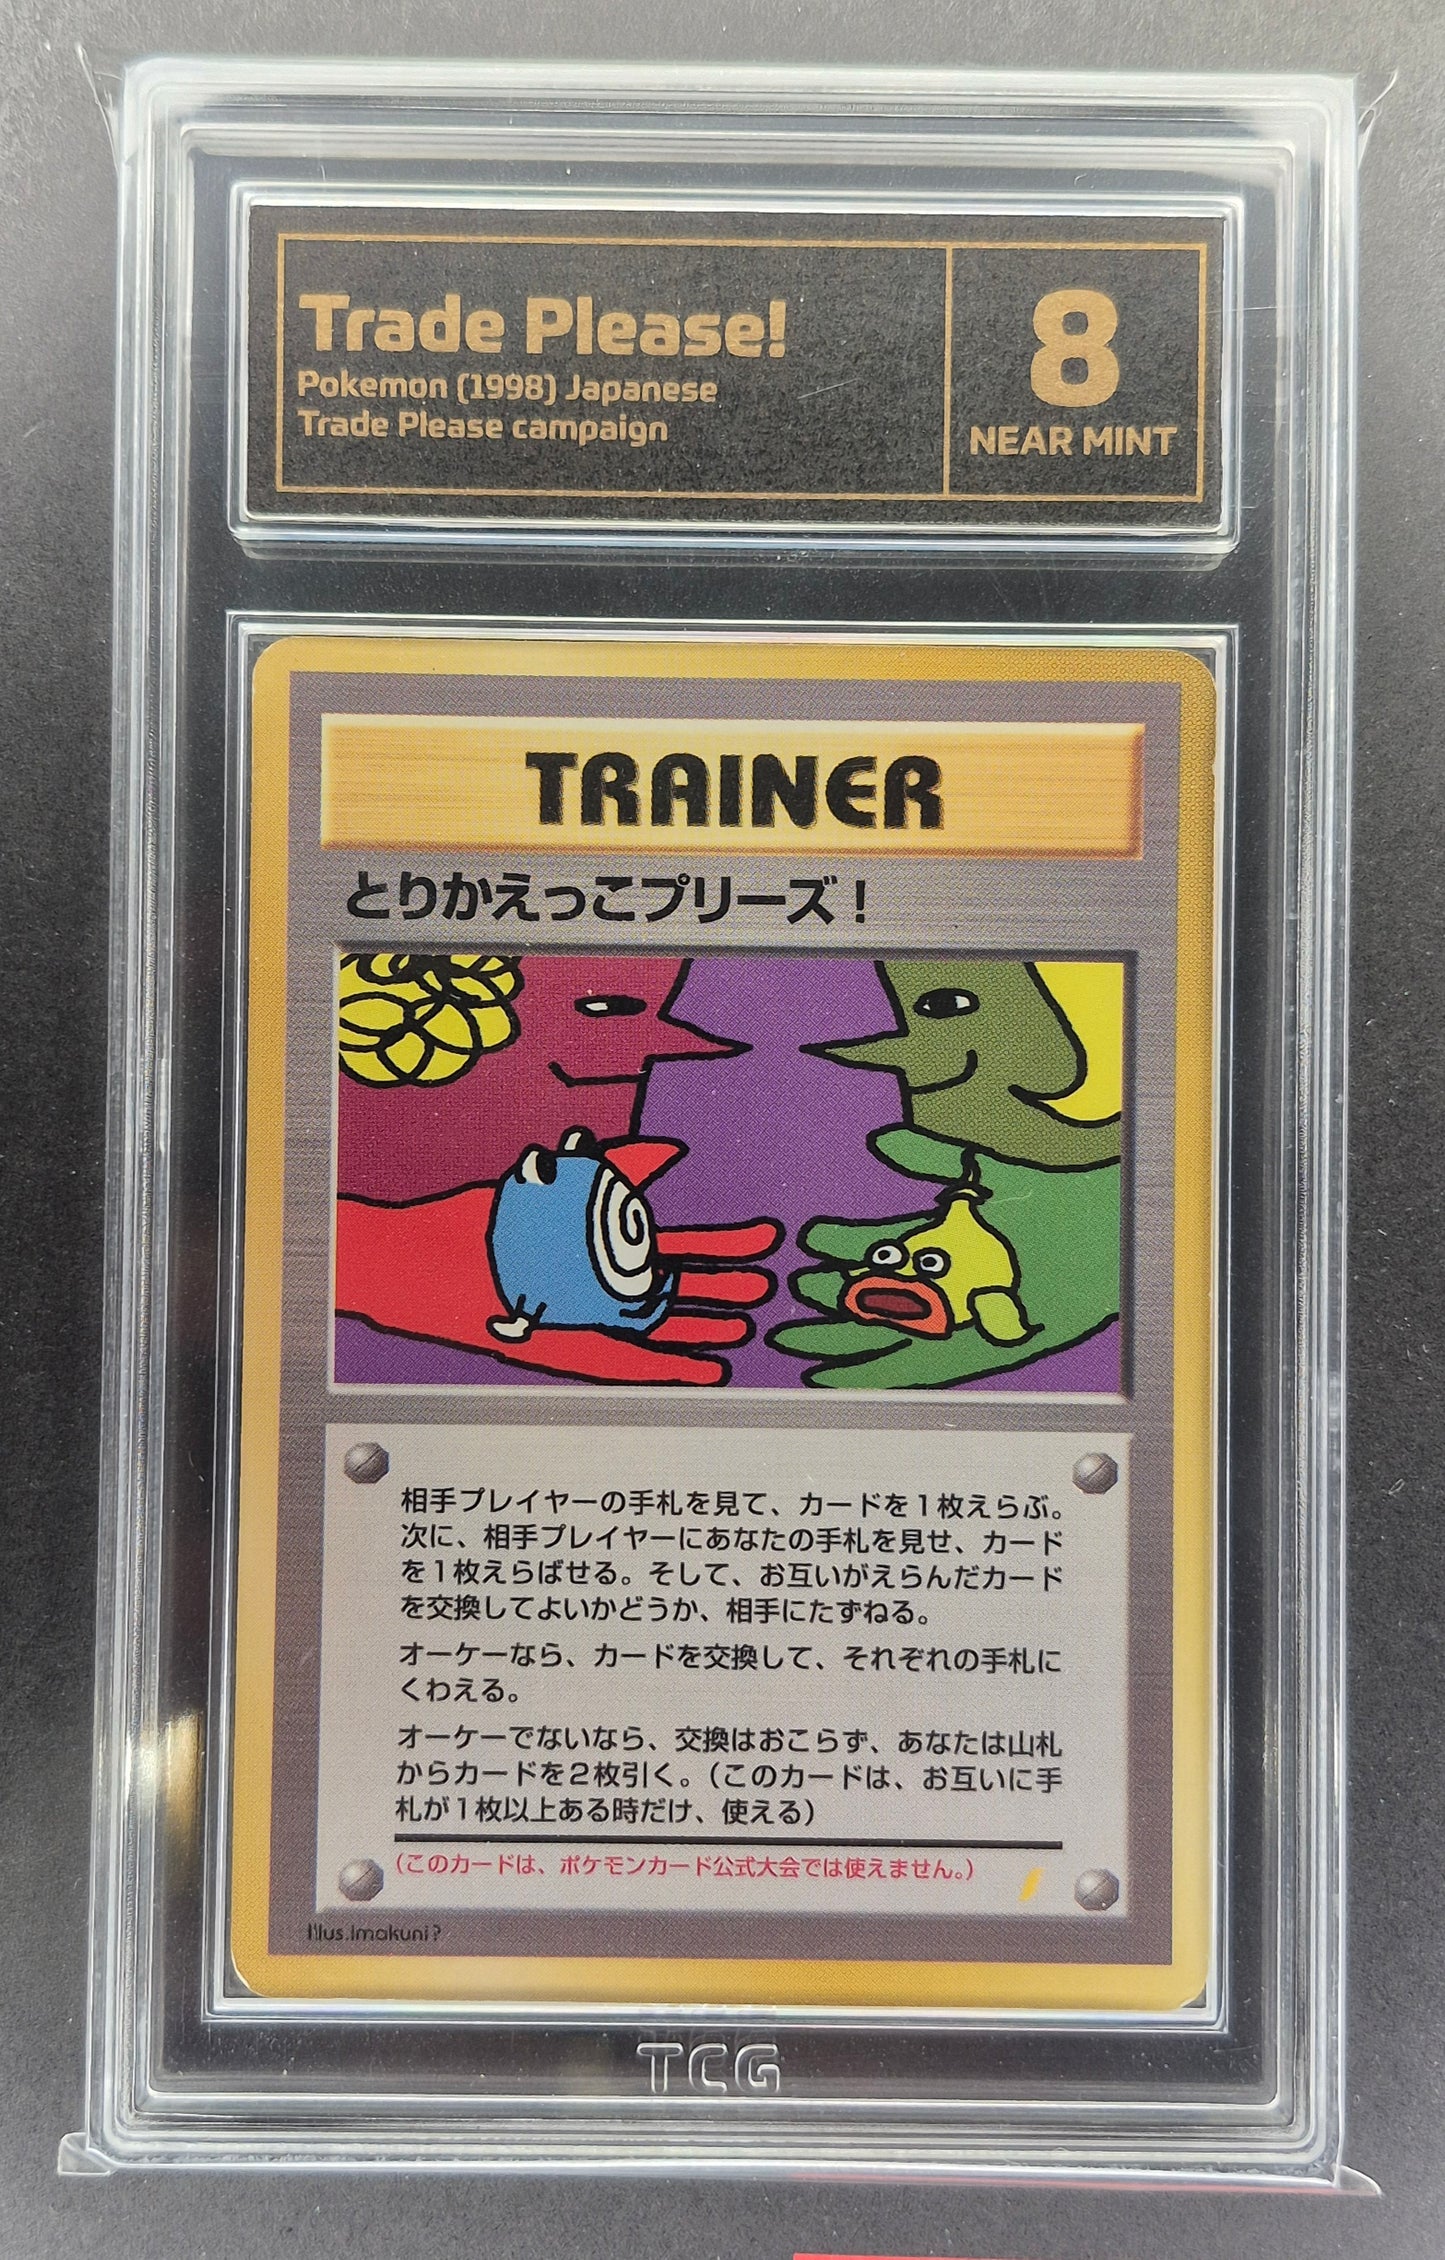 Trade Please!
Pokemon (1998) Japanese
Trade Please campaign
8
NEAR MINT
TRAINER
とりかえっこプリーズ！
相手プレイヤーの手札を見て、カードを1枚えらぶ。
次に、相手プレイヤーにあなたの手札を見せ、カード
を1枚えらばせる。そして、お互いがえらんだカード
を交換してよいかどうか、相手にたずねる。
オーケーなら、カードを交換して、それぞれの手札に
くわえる。
オーケーでないなら、交換はおこらず、あなたは山札
からカードを2枚引く。（このカードは、お互いに手
札が1枚以上ある時だけ、使える）
（このカードは、ポケモンカード公式大会では使えません。）
Illus.Imakuni?
TCG